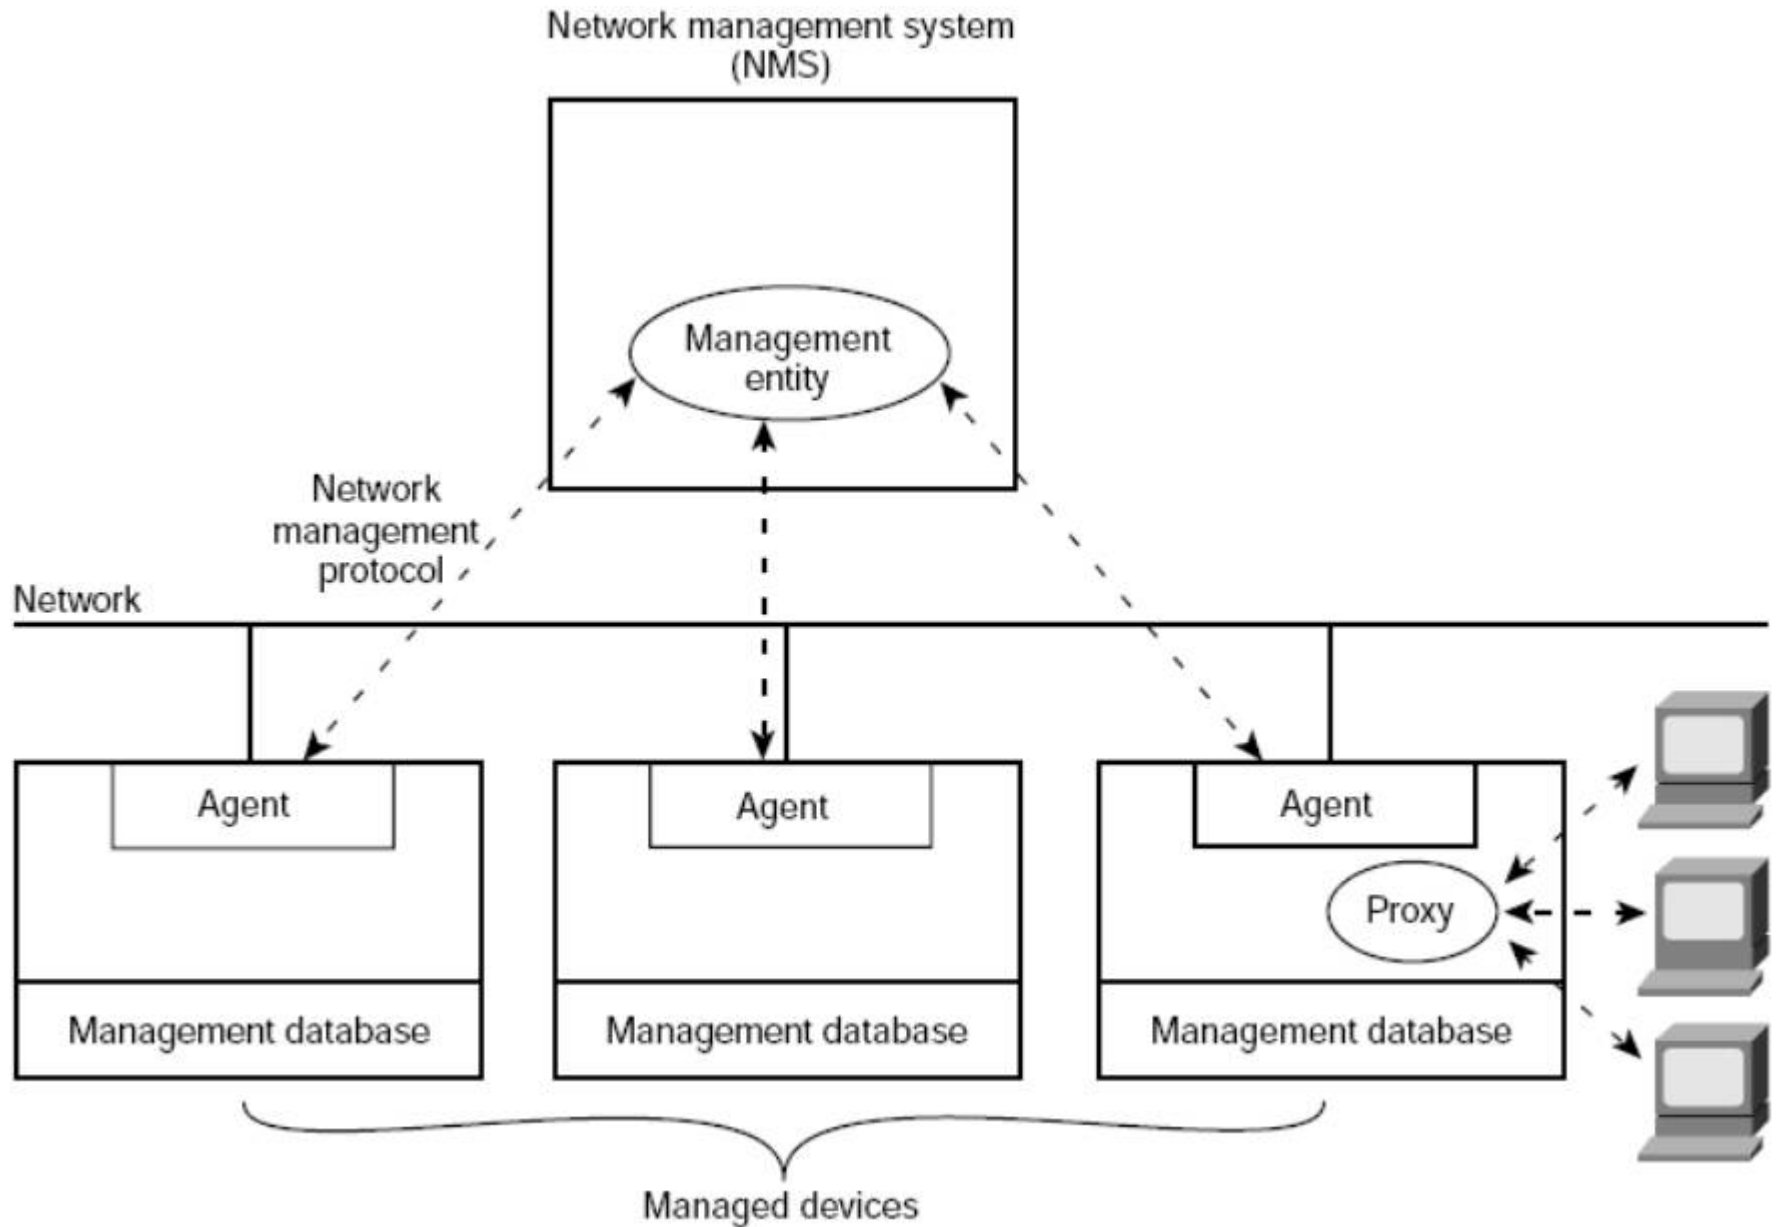 Network management system
(NMS)
Management
entity
Network
management
protocol
Network
Agent
Agent
Agent
Proxy
Management database
Management database
Management database
Managed devices